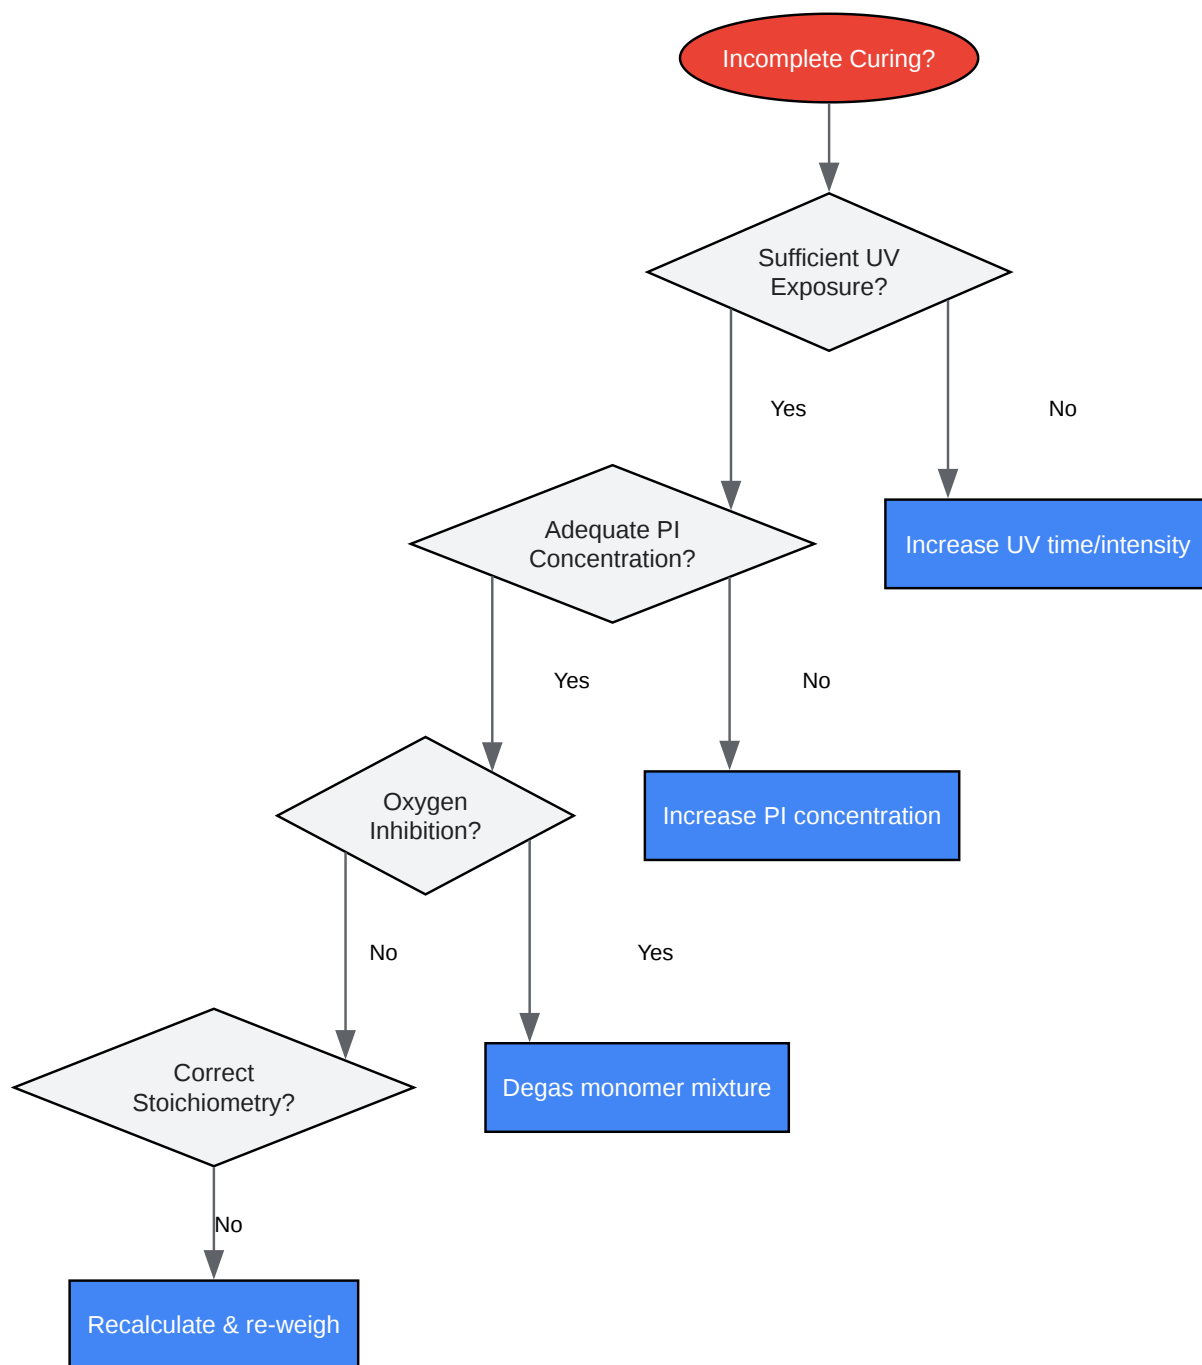 Incomplete Curing?
Sufficient UV
Exposure?
Yes
No
Adequate PI
Concentration?
Increase UV time/intensity
Yes
No
Oxygen
Inhibition?
Increase PI concentration
No
Yes
Correct
Stoichiometry?
Degas monomer mixture
No
Recalculate & re-weigh